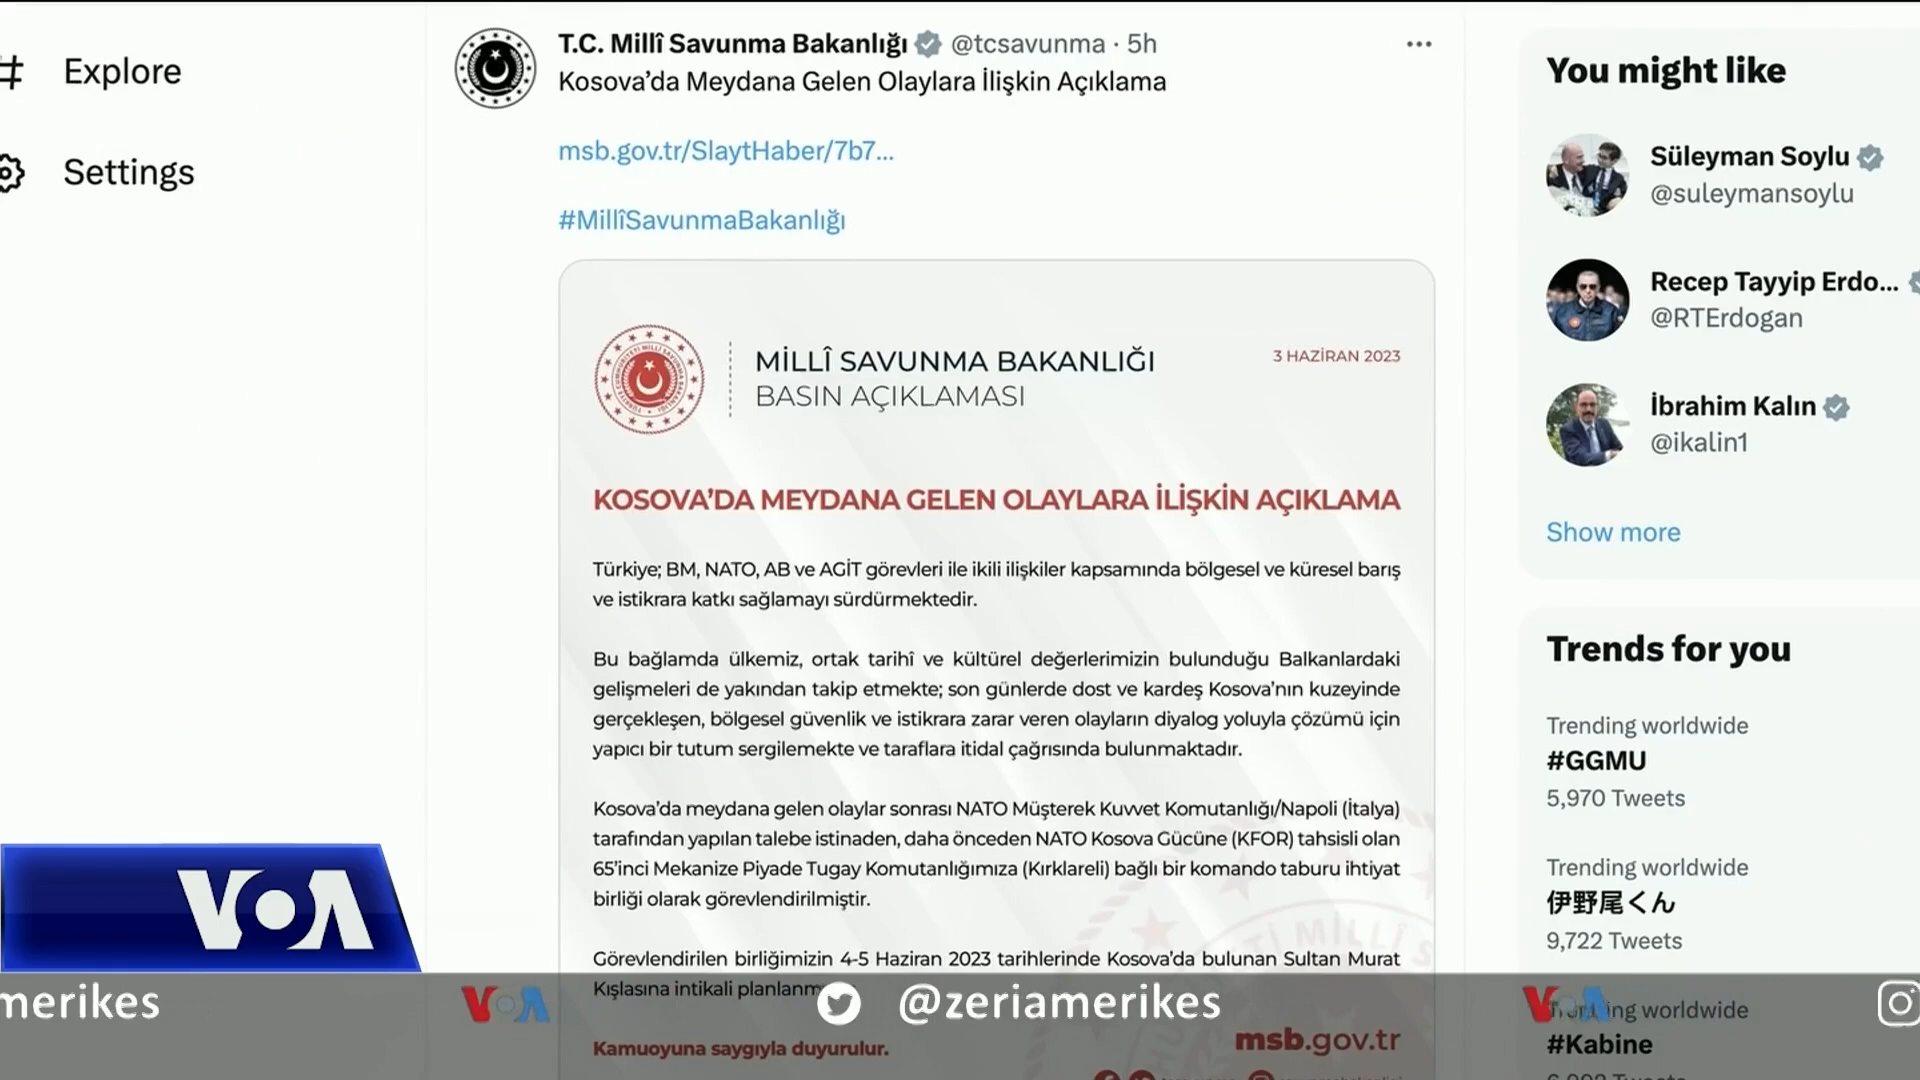 Explore
Settings
T.C. Millî Savunma Bakanlığı @tcsavunma · 5h
Kosova’da Meydana Gelen Olaylara İlişkin Açıklama
msb.gov.tr/SlaytHaber/7b7...
#MillîSavunmaBakanlığı
MİLLÎ SAVUNMA BAKANLIĞI
BASIN AÇIKLAMASI
3 HAZİRAN 2023
KOSOVA’DA MEYDANA GELEN OLAYLARA İLİŞKİN AÇIKLAMA
Türkiye; BM, NATO, AB ve AGİT görevleri ile ikili ilişkiler kapsamında bölgesel ve küresel barış
ve istikrara katkı sağlamayı sürdürmektedir.
Bu bağlamda ülkemiz, ortak tarihî ve kültürel değerlerimizin bulunduğu Balkanlardaki
gelişmeleri de yakından takip etmekte; son günlerde dost ve kardeş Kosova’nın kuzeyinde
gerçekleşen, bölgesel güvenlik ve istikrara zarar veren olayların diyalog yoluyla çözümü için
yapıcı bir tutum sergilemekte ve taraflara itidal çağrısında bulunmaktadır.
Kosova’da meydana gelen olaylar sonrası NATO Müşterek Kuvvet Komutanlığı/Napoli (İtalya)
tarafından yapılan talebe istinaden, daha önceden NATO Kosova Gücüne (KFOR) tahsisli olan
65’inci Mekanize Piyade Tugay Komutanlığımıza (Kırklareli) bağlı bir komando taburu ihtiyat
birliği olarak görevlendirilmiştir.
Görevlendirilen birliğimizin 4-5 Haziran 2023 tarihlerinde Kosova’da bulunan Sultan Murat
Kışlasına intikali planlanm
Kamuoyuna saygıyla duyurulur.
msb.gov.tr
You might like
Süleyman Soylu
@suleymansoylu
Recep Tayyip Erdo...
@RTErdogan
İbrahim Kalın
@ikalin1
Show more
Trends for you
Trending worldwide
#GGMU
5,970 Tweets
Trending worldwide
伊野尾くん
9,722 Tweets
Trending worldwide
#Kabine
VOA
merikes
VOA
@zeriamerikes
VOA